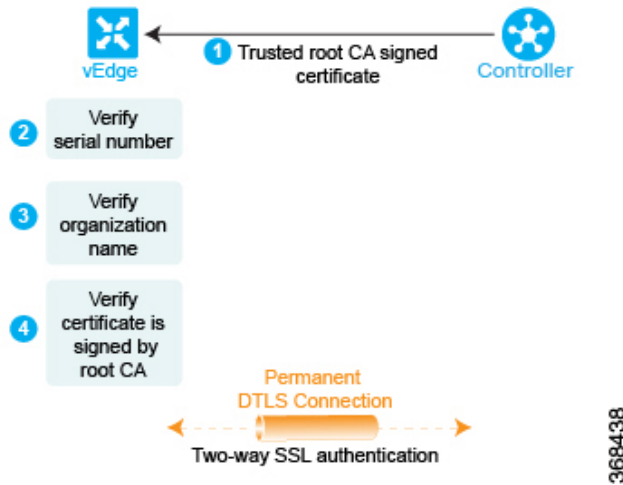 vEdge
1 Trusted root CA signed
certificate
Controller
2 Verify
serial number
3 Verify
organization
name
4 Verify
certificate is
signed by
root CA
Permanent
DTLS Connection
Two-way SSL authentication
368438